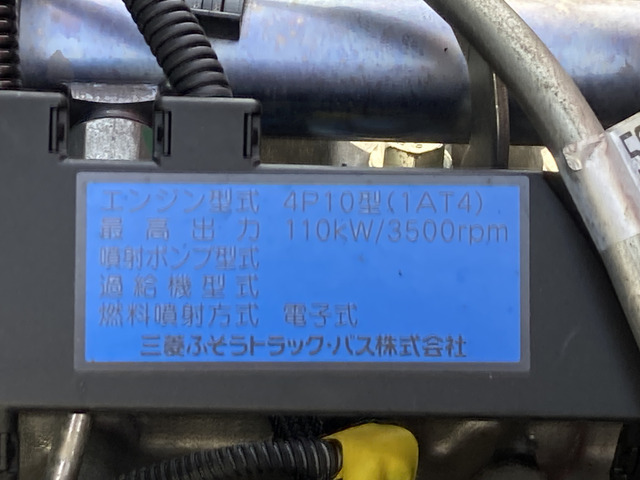 エンジン型式 4P10型(1AT4)
最高出力 110kW/3500rpm
噴射ポンプ型式
過給機型式
燃料噴射方式 電子式
三菱ふそうトラック・バス株式会社